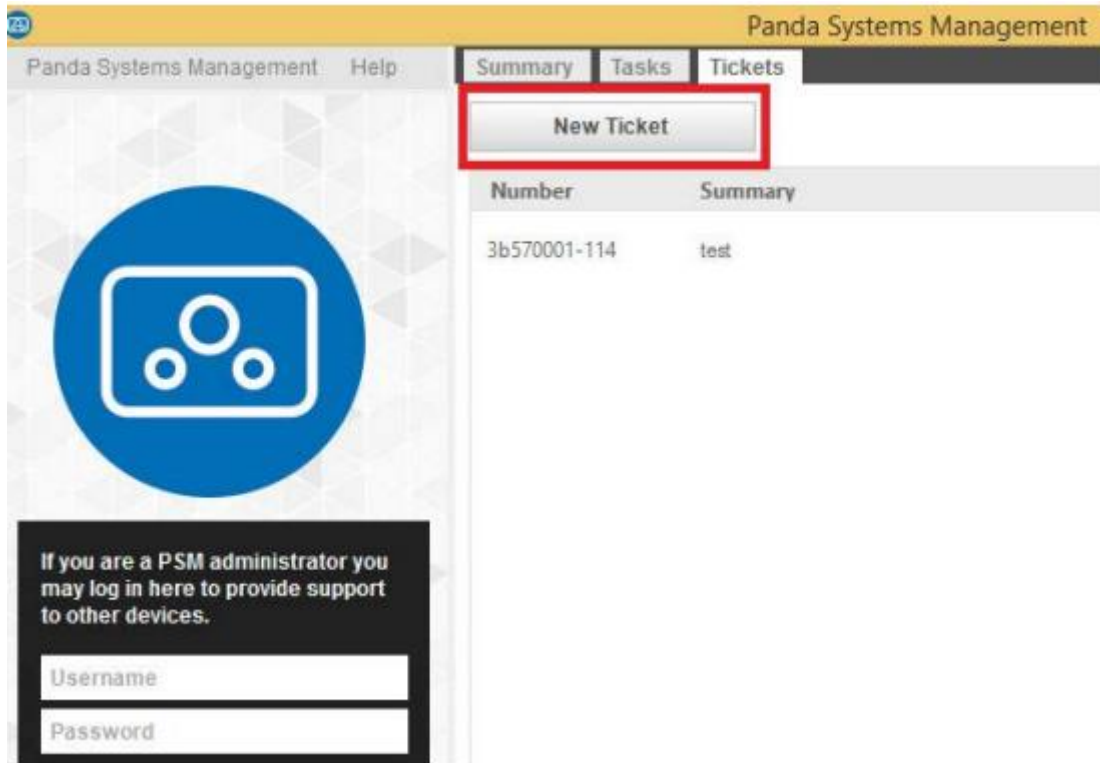 Panda Systems Management
Panda Systems Management Help
Summary Tasks Tickets
New Ticket
Number Summary
3b570001-114 test
If you are a PSM administrator you
may log in here to provide support
to other devices.
Username
Password